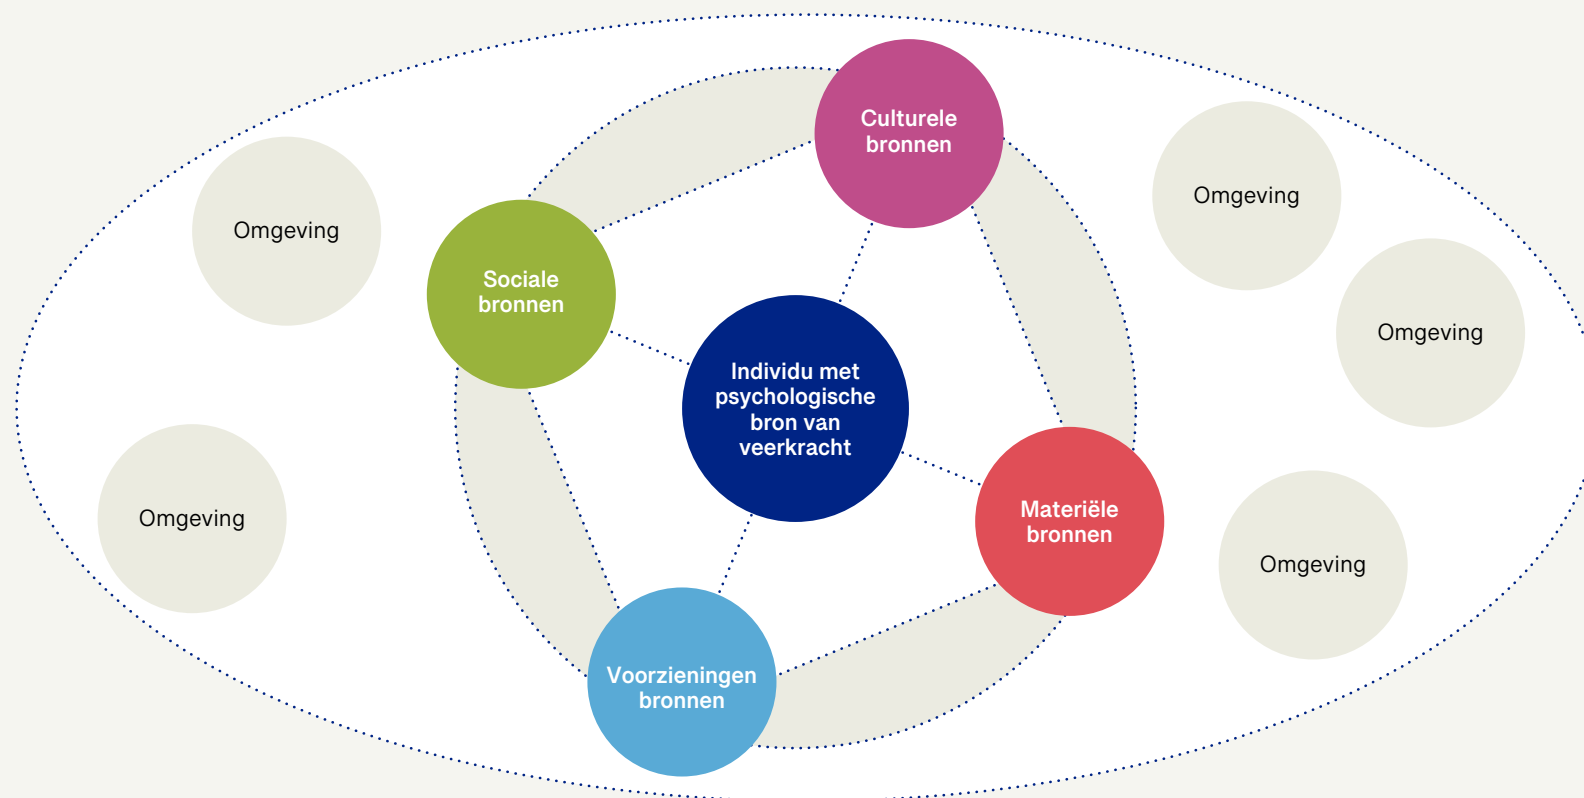 Culturele
bronnen
Omgeving
Omgeving
Sociale
bronnen
Omgeving
Individu met
psychologische
bron van
veerkracht
Omgeving
Materiële
bronnen
Omgeving
Voorzieningen
bronnen